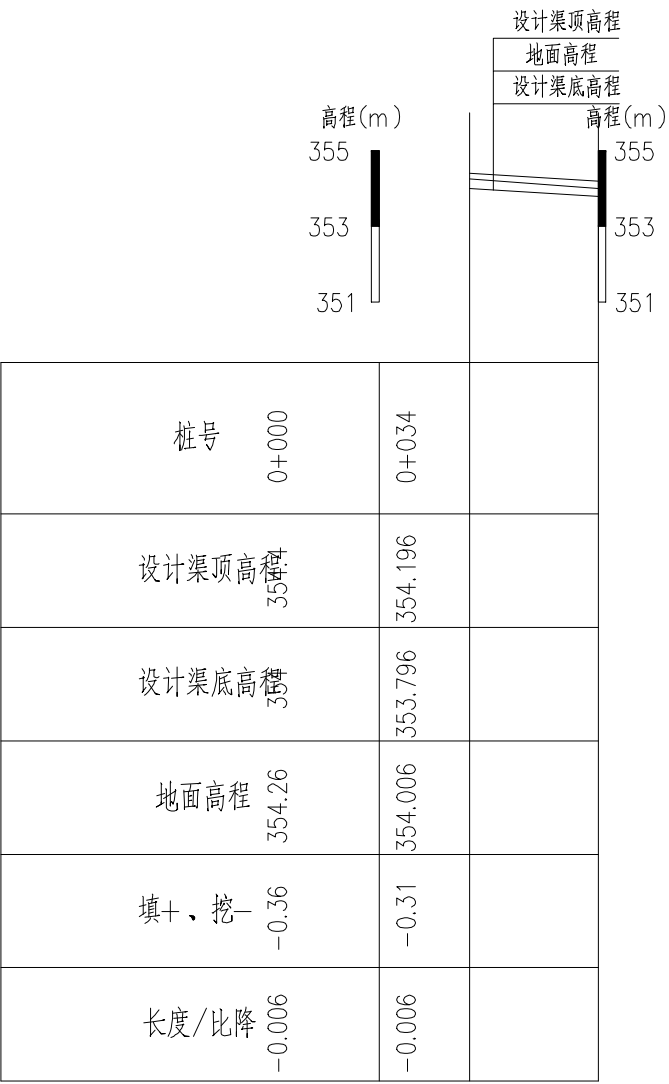 设计渠顶高程
地面高程
设计渠底高程
高程(m) 高程(m)
355 355
353 353
351 351
桩号 0+000 0+034
设计渠顶高程 354.4 354.196
设计渠底高程 354 353.796
地面高程 354.26 354.006
填+、挖- -0.36 -0.31
长度/比降 -0.006 -0.006